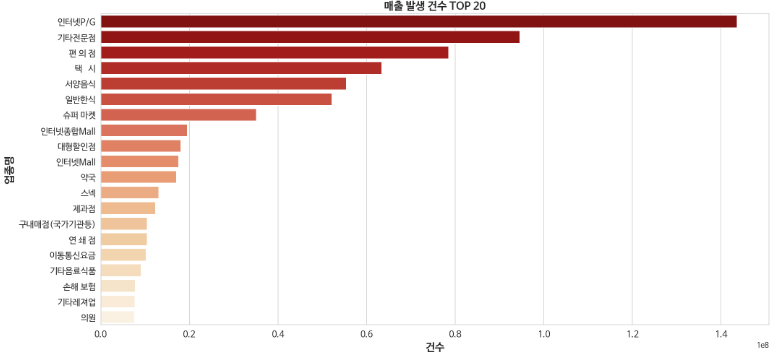 매출 발생 건수 TOP 20
업종명
인터넷P/G
기타전문점
편 의 점
택 시
서양음식
일반한식
슈퍼 마켓
인터넷종합Mall
대형할인점
인터넷Mall
약국
스넥
제과점
구내매점(국가기관등)
연 쇄 점
이동통신요금
기타음료식품
손해 보험
기타레져업
의원
0.0 0.2 0.4 0.6 0.8 1.0 1.2 1.4
1e8
건수